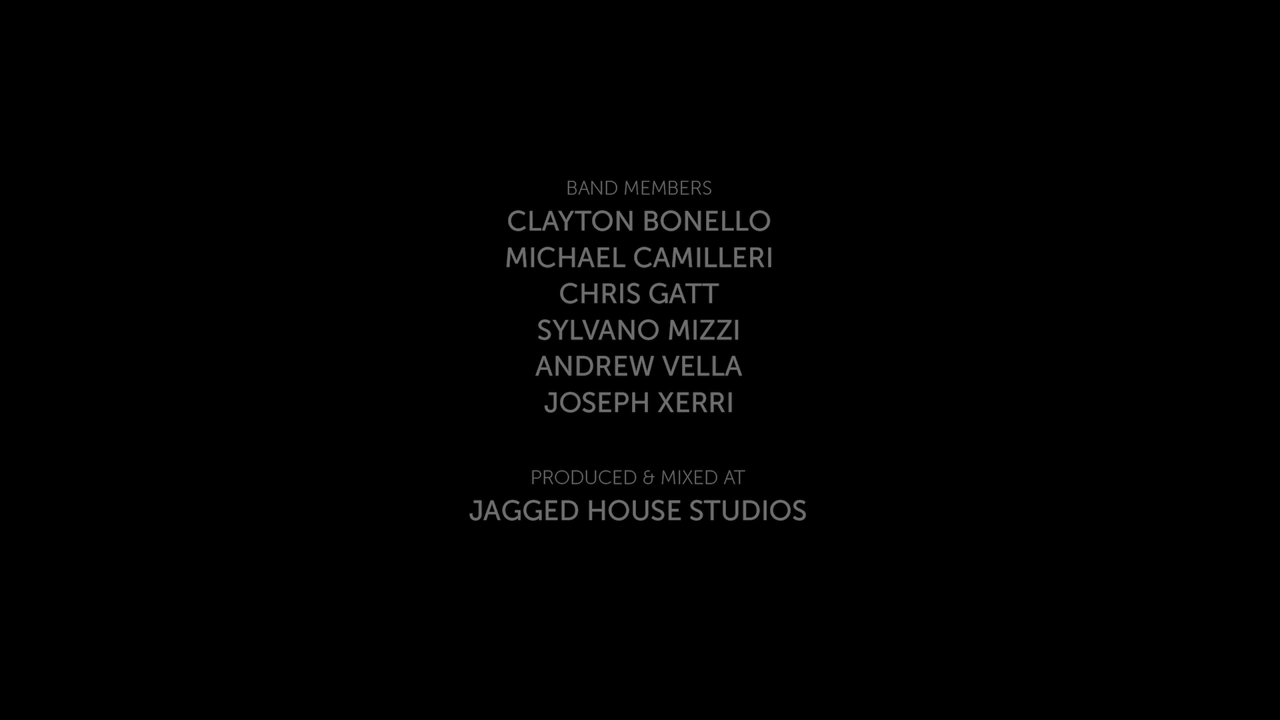 BAND MEMBERS
CLAYTON BONELLO
MICHAEL CAMILLERI
CHRIS GATT
SYLVANO MIZZI
ANDREW VELLA
JOSEPH XERRI
PRODUCED & MIXED AT
JAGGED HOUSE STUDIOS